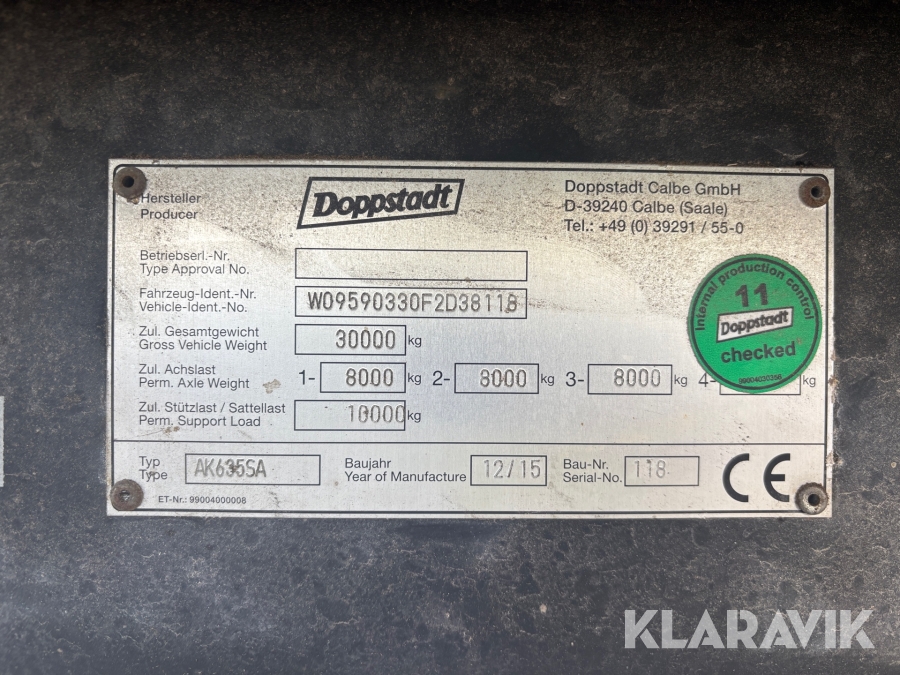 Hersteller
Producer
Doppstadt
Doppstadt Calbe GmbH
D-39240 Calbe (Saale)
Tel.: +49 (0) 39291 / 55-0
Betriebserl.-Nr.
Type Approval No.
Fahrzeug-Ident.-Nr.
Vehicle-Ident.-No.
W09590330F2D38118
Zul. Gesamtgewicht
Gross Vehicle Weight
30000 kg
Zul. Achslast
Perm. Axle Weight
1- 8000 kg 2- 8000 kg 3- 8000 kg 4- kg
Zul. Stützlast / Sattellast
Perm. Support Load
10000 kg
Internal production control
11
Doppstadt
checked
99004020268
Typ
Type
AK635SA
Baujahr
Year of Manufacture
12/15
Bau-Nr.
Serial-No.
118
CE
ET-Nr.: 99004000008
KLARAVIK